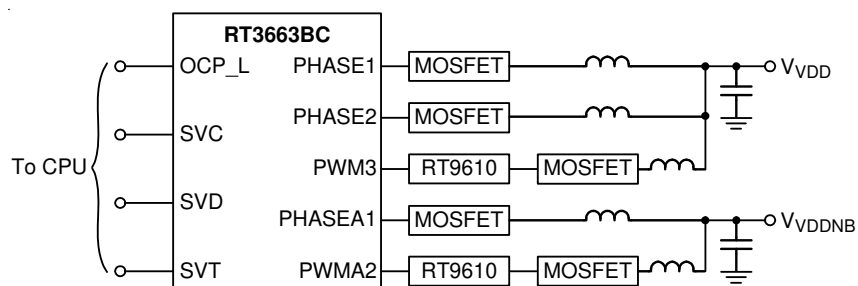 RT3663BC
OCP_L PHASE1 MOSFET V_VDD
PHASE2 MOSFET
SVC
To CPU PWM3 RT9610 MOSFET
SVD
PHASEA1 MOSFET V_VDDNB
SVT PWMA2 RT9610 MOSFET